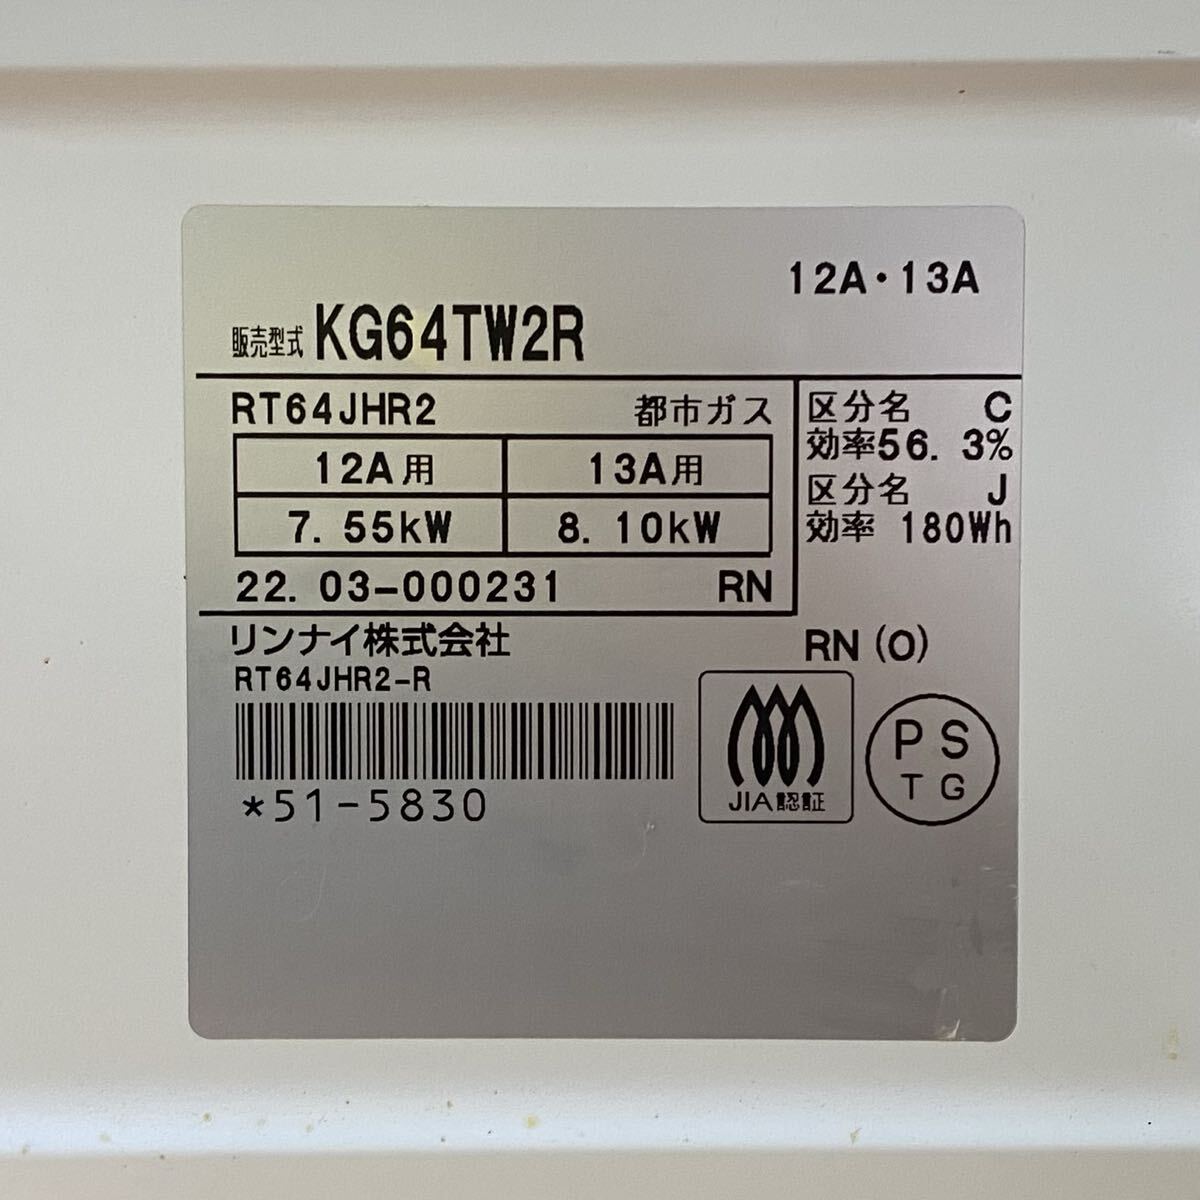 12A・13A
販売型式 KG64TW2R
RT64JHR2 都市ガス
12A用 13A用
7.55kW 8.10kW
22.03-000231 RN
区分名 C
効率56.3%
区分名 J
効率 180Wh
リンナイ株式会社
RT64JHR2-R
*51-5830
RN(O)
JIA認証
PS
TG